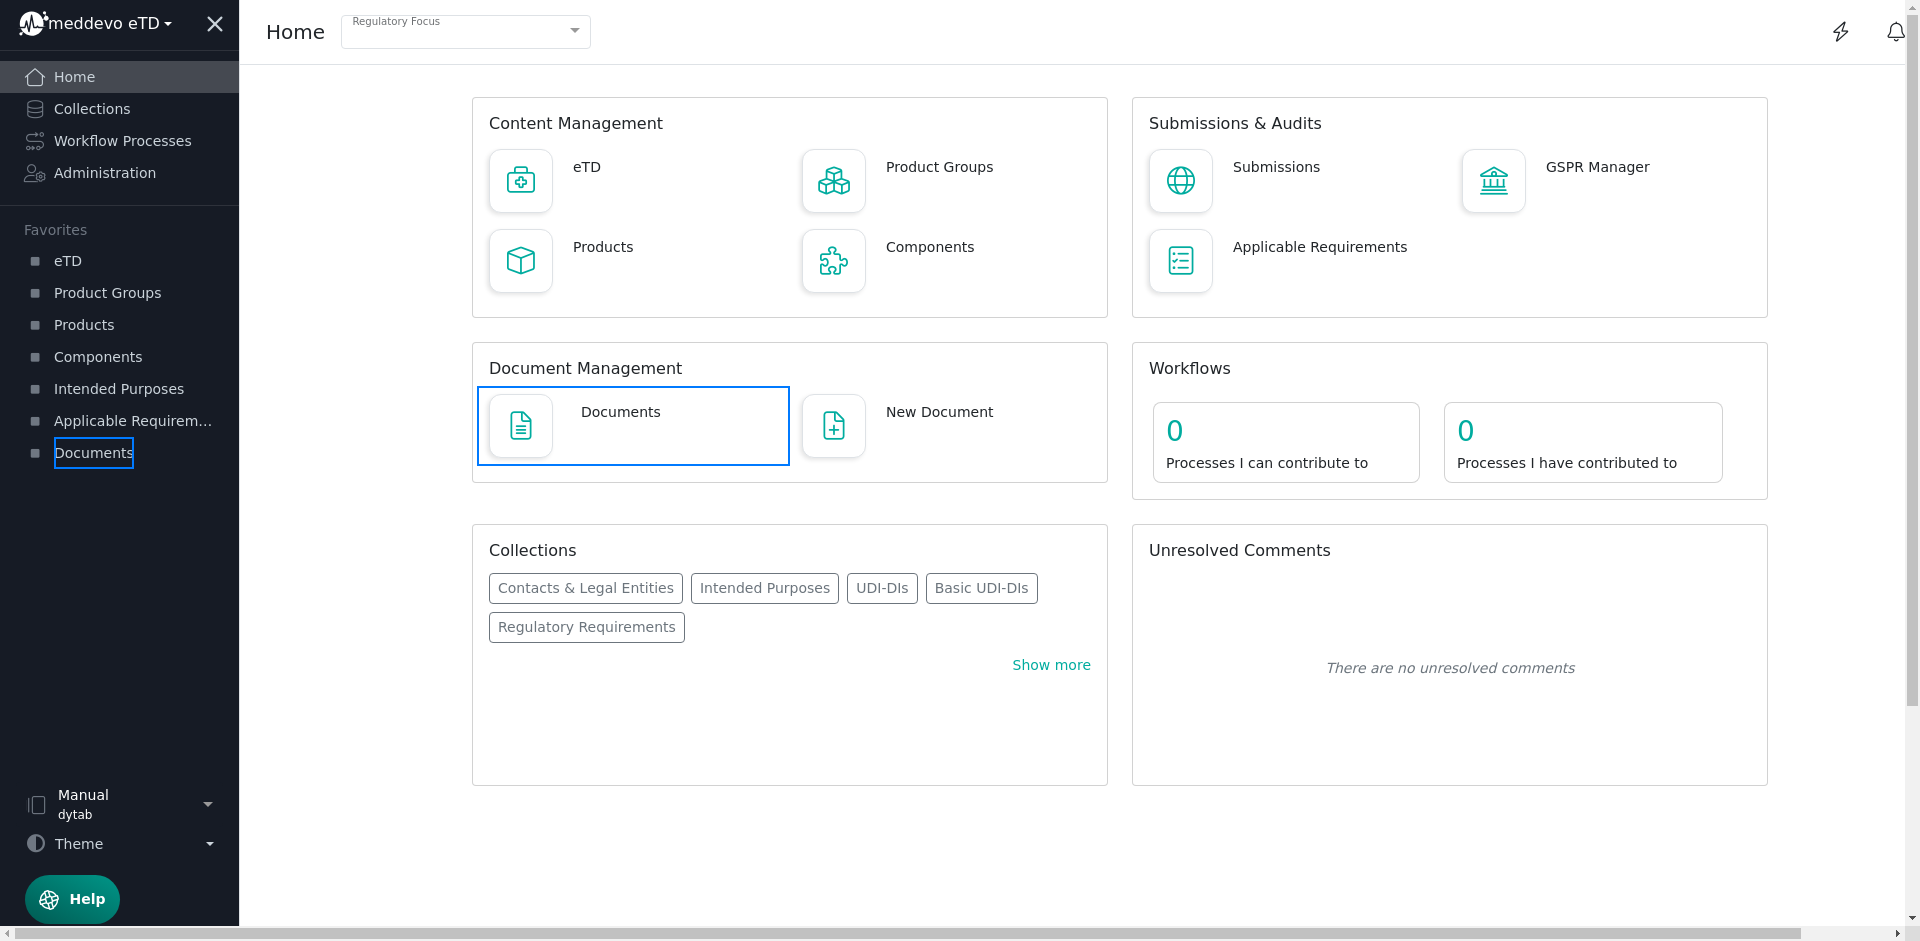 meddevo eTD
Home
Collections
Workflow Processes
Administration
Favorites
eTD
Product Groups
Products
Components
Intended Purposes
Applicable Requirem...
Documents
Manual
dytab
Theme
Help
Home
Regulatory Focus
Content Management
eTD
Product Groups
Products
Components
Submissions & Audits
Submissions
GSPR Manager
Applicable Requirements
Document Management
Documents
New Document
Workflows
0
Processes I can contribute to
0
Processes I have contributed to
Collections
Contacts & Legal Entities
Intended Purposes
UDI-DIs
Basic UDI-DIs
Regulatory Requirements
Show more
Unresolved Comments
There are no unresolved comments